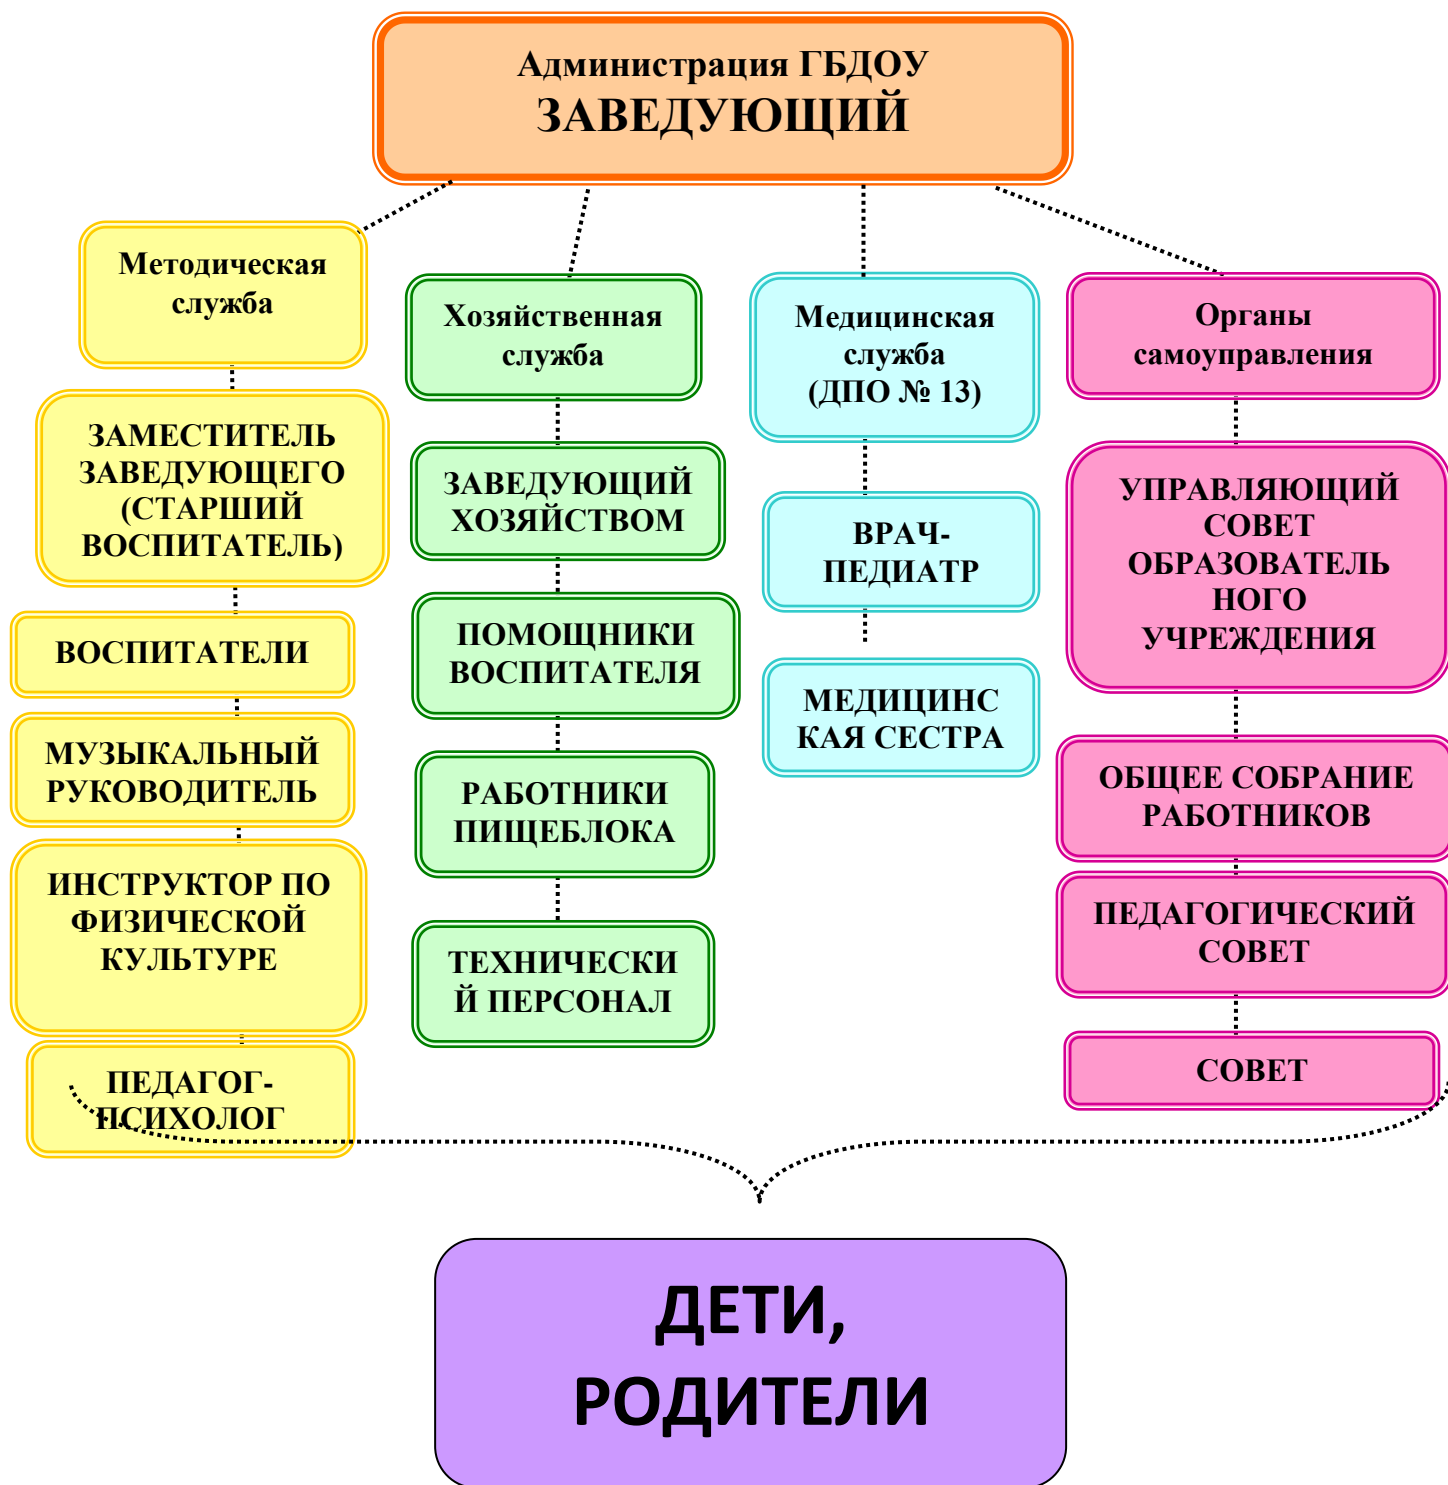 Администрация ГБДОУ
ЗАВЕДУЮЩИЙ
Методическая
служба
ЗАМЕСТИТЕЛЬ
ЗАВЕДУЮЩЕГО
(СТАРШИЙ
ВОСПИТАТЕЛЬ)
ВОСПИТАТЕЛИ
МУЗЫКАЛЬНЫЙ
РУКОВОДИТЕЛЬ
ИНСТРУКТОР ПО
ФИЗИЧЕСКОЙ
КУЛЬТУРЕ
ПЕДАГОГ-
ПСИХОЛОГ
Хозяйственная
служба
ЗАВЕДУЮЩИЙ
ХОЗЯЙСТВОМ
ПОМОЩНИКИ
ВОСПИТАТЕЛЯ
РАБОТНИКИ
ПИЩЕБЛОКА
ТЕХНИЧЕСКИ
Й ПЕРСОНАЛ
Медицинская
служба
(ДПО № 13)
ВРАЧ-
ПЕДИАТР
МЕДИЦИНС
КАЯ СЕСТРА
Органы
самоуправления
УПРАВЛЯЮЩИЙ
СОВЕТ
ОБРАЗОВАТЕЛЬ
НОГО
УЧРЕЖДЕНИЯ
ОБЩЕЕ СОБРАНИЕ
РАБОТНИКОВ
ПЕДАГОГИЧЕСКИЙ
СОВЕТ
СОВЕТ
ДЕТИ,
РОДИТЕЛИ